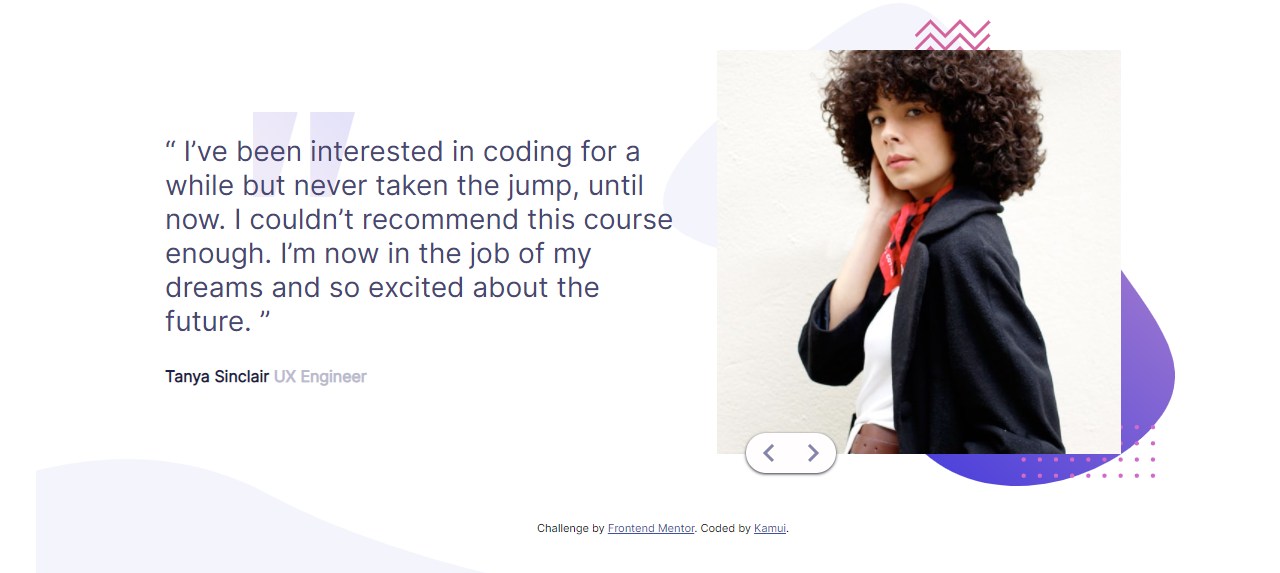 “ I’ve been interested in coding for a
while but never taken the jump, until
now. I couldn’t recommend this course
enough. I’m now in the job of my
dreams and so excited about the
future. ”
Tanya Sinclair UX Engineer
Challenge by Frontend Mentor. Coded by Kamui.